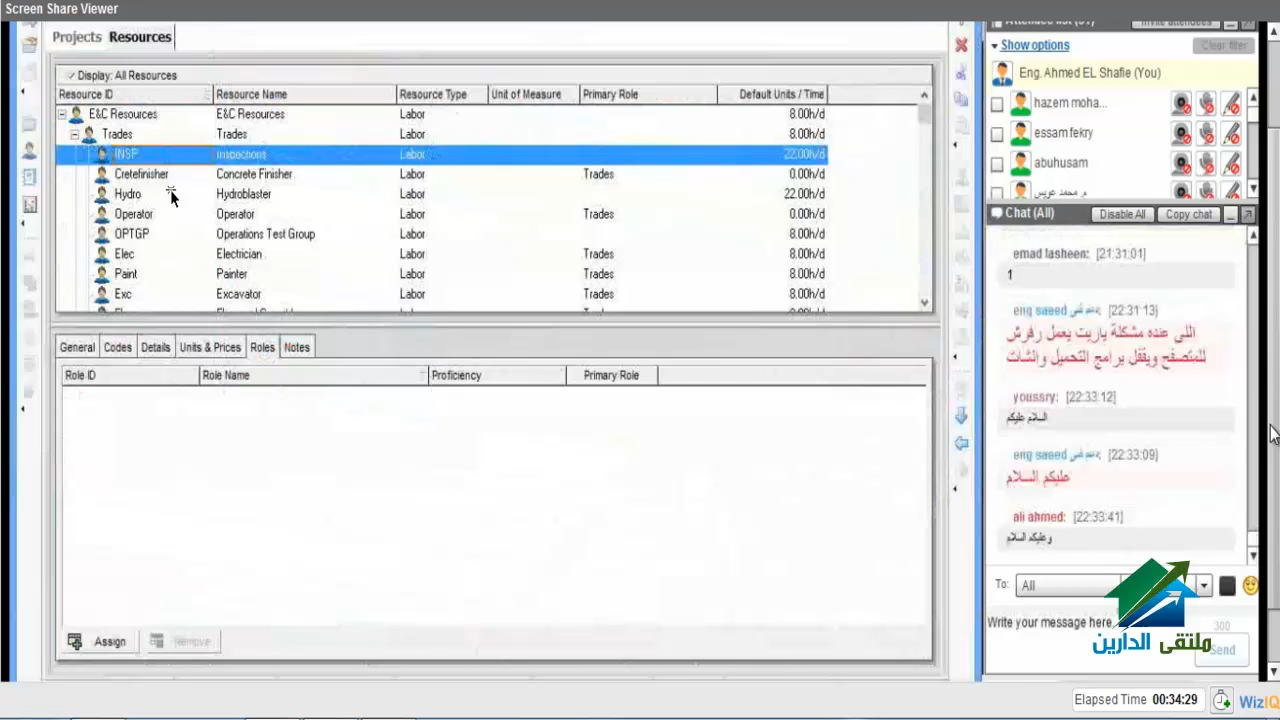 Screen Share Viewer
Projects Resources
Display: All Resources
Resource ID Resource Name Resource Type Unit of Measure Primary Role Default Units / Time
E&C Resources E&C Resources Labor 8.00h/d
Trades Trades Labor 8.00h/d
INSP inspections Labor 22.00h/d
Cretefinisher Concrete Finisher Labor Trades 0.00h/d
Hydro Hydroblaster Labor 22.00h/d
Operator Operator Labor Trades 0.00h/d
OPTGP Operations Test Group Labor 8.00h/d
Elec Electrician Labor Trades 8.00h/d
Paint Painter Labor Trades 8.00h/d
Exc Excavator Labor Trades 8.00h/d
General Codes Details Units & Prices Roles Notes
Role ID Role Name Proficiency Primary Role
Assign Remove
Show options Clear filter
Eng. Ahmed EL Shafie (You)
hazem moha...
essam fekry
abuhusam
م محمد عويس
Chat (All) Disable All Copy chat
emad lasheen: [21:31:01]
1
eng saeed [22:31:13]
اللى عنده مشكلة ياريت يعمل رفرش
للمتصفح ويقفل برامج التحميل والشات
youssry: [22:33:12]
السلام عليكم
eng saeed [22:33:09]
عليكم السلام
ali ahmed: [22:33:41]
وعليكم السلام
To: All
Write your message here,
300
Send
ملتقى الدارين
Elapsed Time 00:34:29
WizIQ